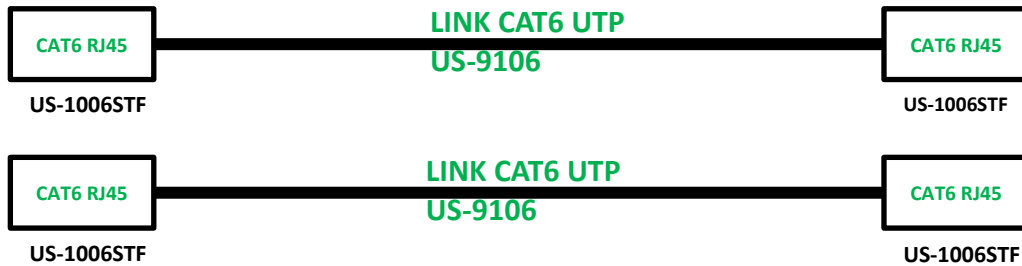 LINK CAT6 UTP
CAT6 RJ45
CAT6 RJ45
US-9106
US-1006STF
US-1006STF
LINK CAT6 UTP
CAT6 RJ45
CAT6 RJ45
US-9106
US-1006STF
US-1006STF